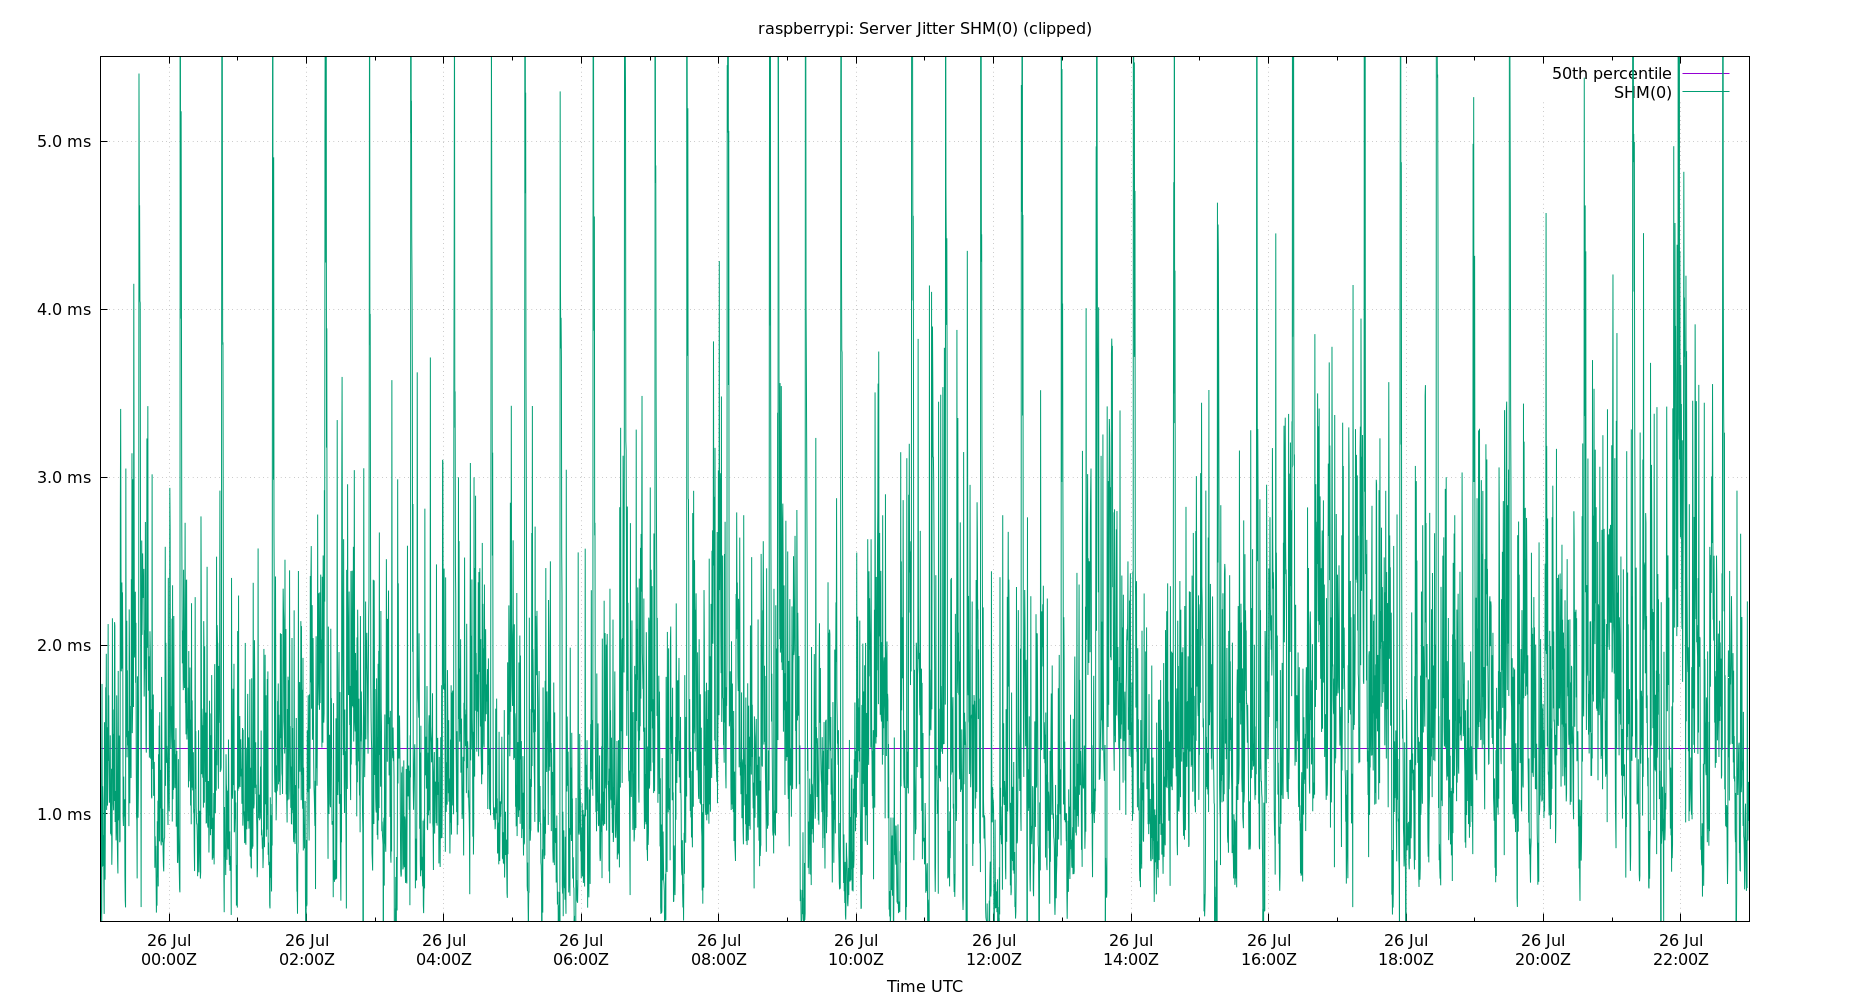 raspberrypi: Server Jitter SHM(0) (clipped)
50th percentile
SHM(0)
5.0 ms
4.0 ms
3.0 ms
2.0 ms
1.0 ms
26 Jul 26 Jul 26 Jul 26 Jul 26 Jul 26 Jul 26 Jul 26 Jul 26 Jul 26 Jul 26 Jul 26 Jul
00:00Z 02:00Z 04:00Z 06:00Z 08:00Z 10:00Z 12:00Z 14:00Z 16:00Z 18:00Z 20:00Z 22:00Z
Time UTC